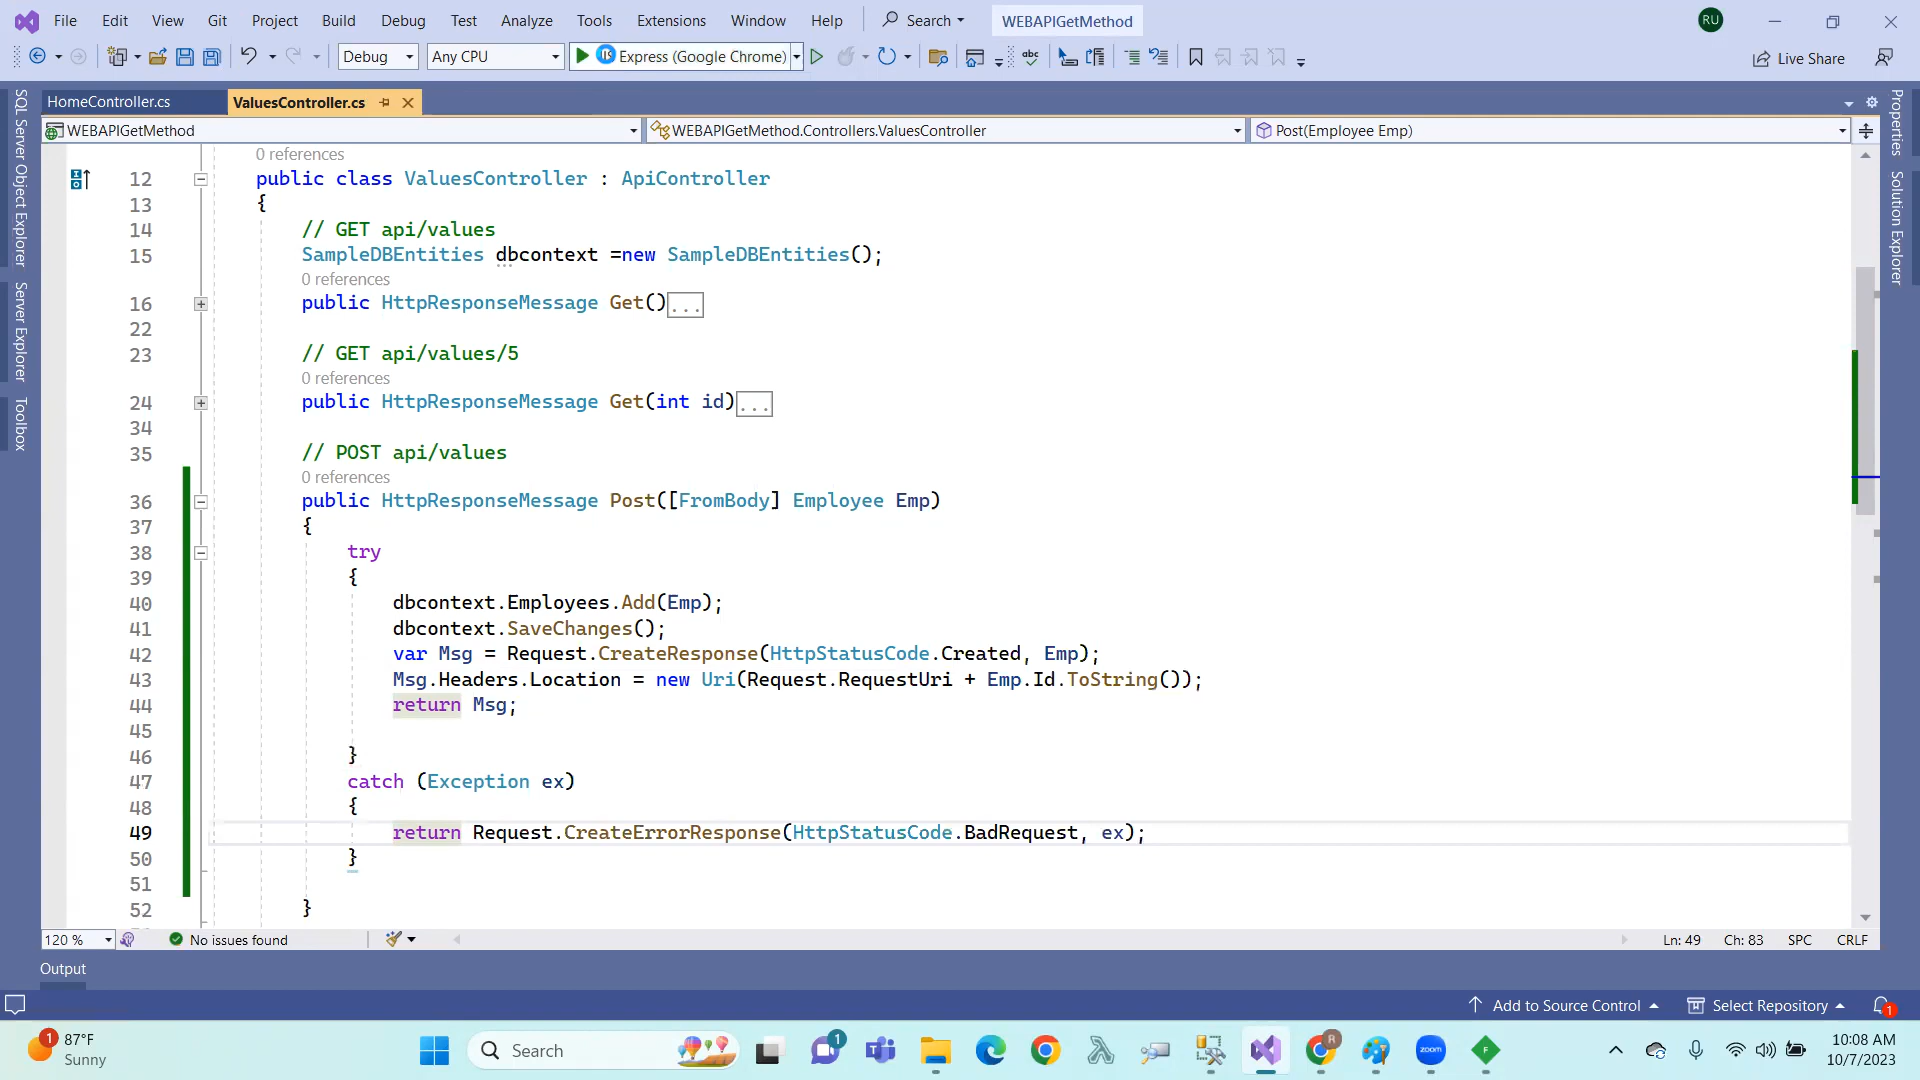 File Edit View Git Project Build Debug Test Analyze Tools Extensions Window Help Search WEBAPIGetMethod RU
Debug Any CPU IIS Express (Google Chrome) Live Share
SQL Server Object Explorer
Server Explorer
Toolbox
HomeController.cs ValuesController.cs
WEBAPIGetMethod WEBAPIGetMethod.Controllers.ValuesController Post(Employee Emp)
0 references
12 public class ValuesController : ApiController
13 {
14 // GET api/values
15 SampleDBEntities dbcontext =new SampleDBEntities();
0 references
16 public HttpResponseMessage Get()...
22
23 // GET api/values/5
0 references
24 public HttpResponseMessage Get(int id)...
34
35 // POST api/values
0 references
36 public HttpResponseMessage Post([FromBody] Employee Emp)
37 {
38 try
39 {
40 dbcontext.Employees.Add(Emp);
41 dbcontext.SaveChanges();
42 var Msg = Request.CreateResponse(HttpStatusCode.Created, Emp);
43 Msg.Headers.Location = new Uri(Request.RequestUri + Emp.Id.ToString());
44 return Msg;
45
46 }
47 catch (Exception ex)
48 {
49 return Request.CreateErrorResponse(HttpStatusCode.BadRequest, ex);
50 }
51
52 }
Properties
Solution Explorer
120 % No issues found Ln: 49 Ch: 83 SPC CRLF
Output
Add to Source Control Select Repository 1
1 87°F
Sunny
Search
1
R
zoom
F
10:08 AM
10/7/2023